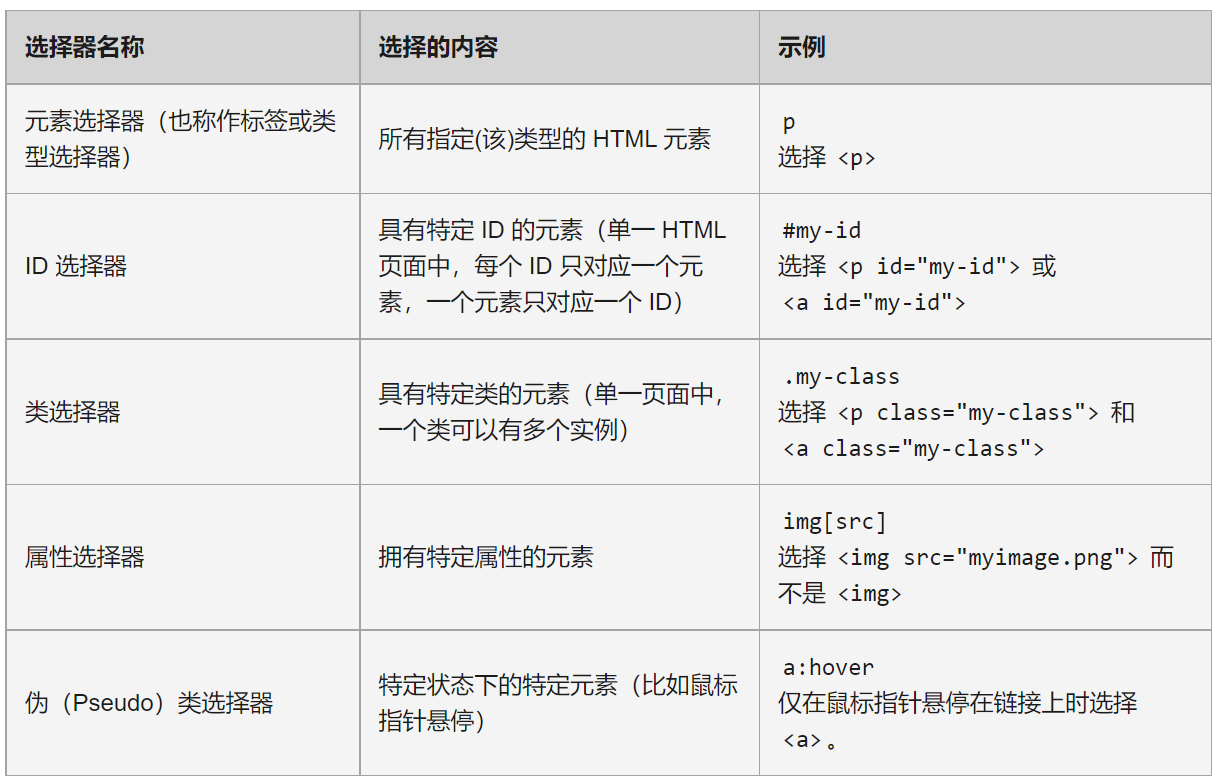 选择器名称
选择的内容
示例
元素选择器（也称作标签或类
型选择器）
所有指定(该)类型的 HTML 元素
p
选择 <p>
ID 选择器
具有特定 ID 的元素（单一 HTML
页面中，每个 ID 只对应一个元
素，一个元素只对应一个 ID）
#my-id
选择 <p id="my-id"> 或
<a id="my-id">
类选择器
具有特定类的元素（单一页面中，
一个类可以有多个实例）
.my-class
选择 <p class="my-class"> 和
<a class="my-class">
属性选择器
拥有特定属性的元素
img[src]
选择 <img src="myimage.png"> 而
不是 <img>
伪（Pseudo）类选择器
特定状态下的特定元素（比如鼠标
指针悬停）
a:hover
仅在鼠标指针悬停在链接上时选择
<a>。